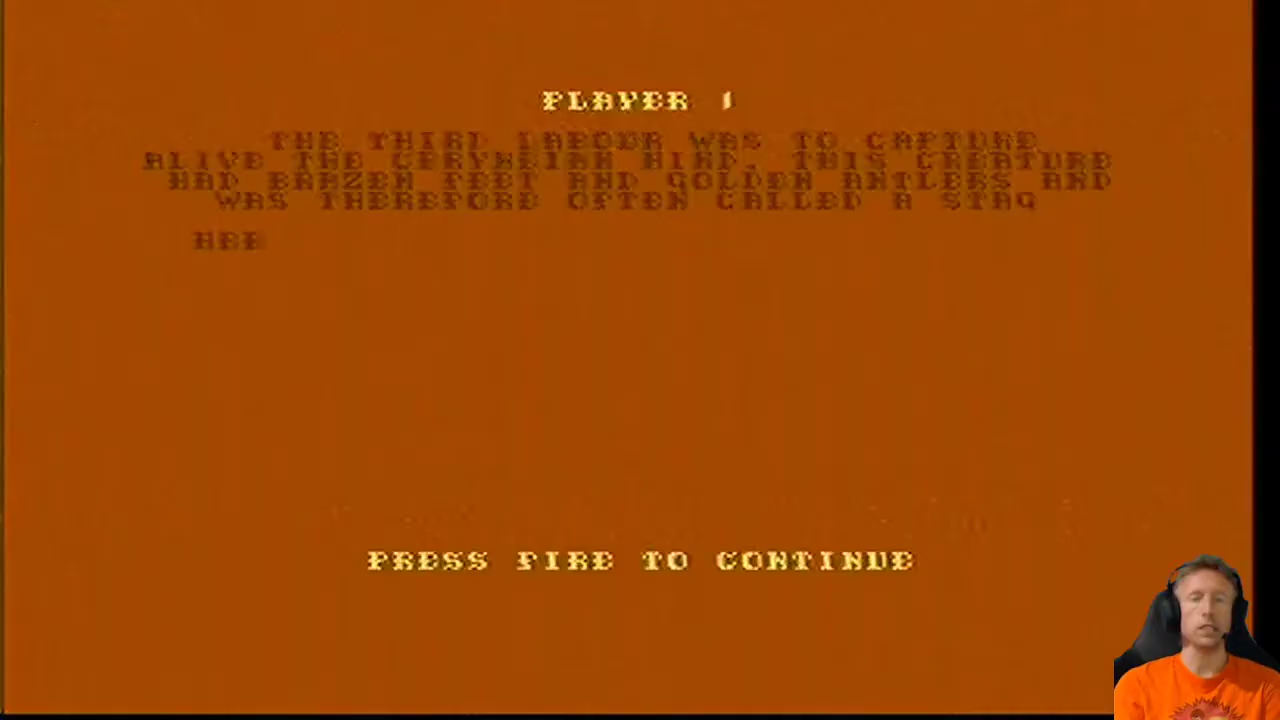 PLAYER 1
THE THIRD LABOUR WAS TO CAPTURE
ALIVE THE CERYNEIAN HIND. THIS CREATURE
HAD BRAZEN FEET AND GOLDEN ANTLERS AND
WAS THEREFORE OFTEN CALLED A STAG
PRESS FIRE TO CONTINUE